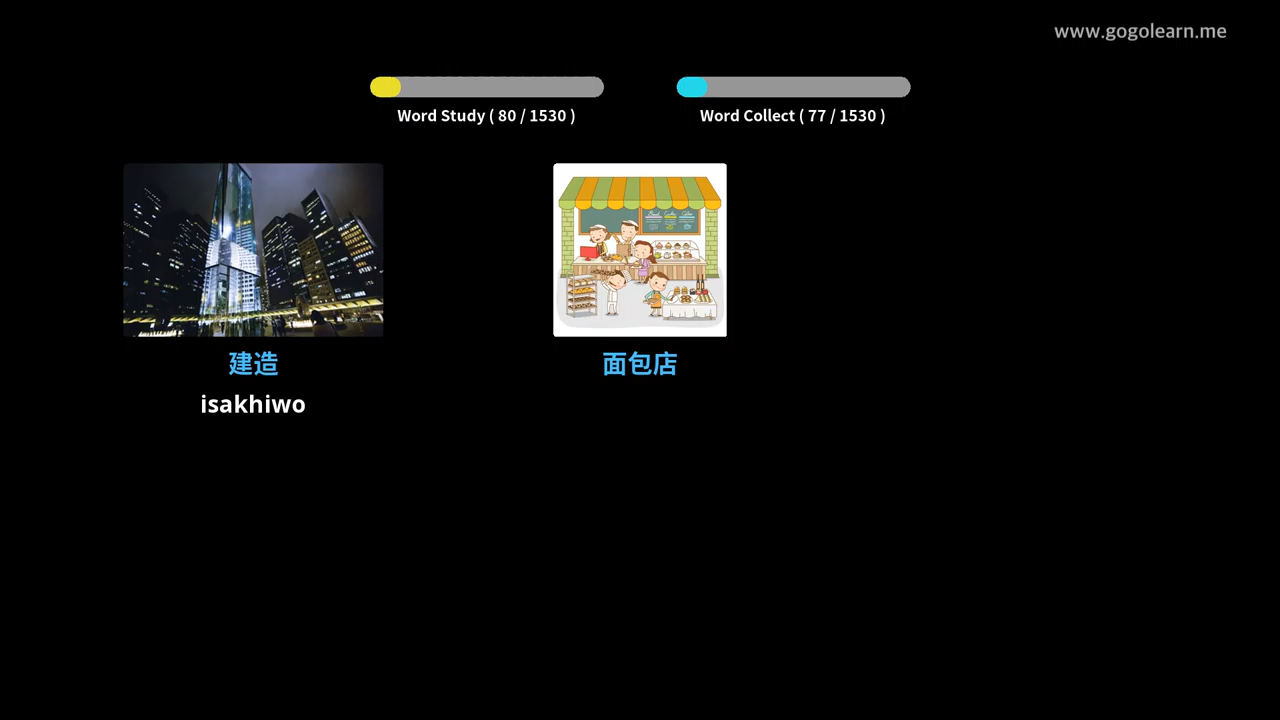 www.gogolearn.me
Word Study ( 80 / 1530 )
Word Collect ( 77 / 1530 )
建造
面包店
isakhiwo